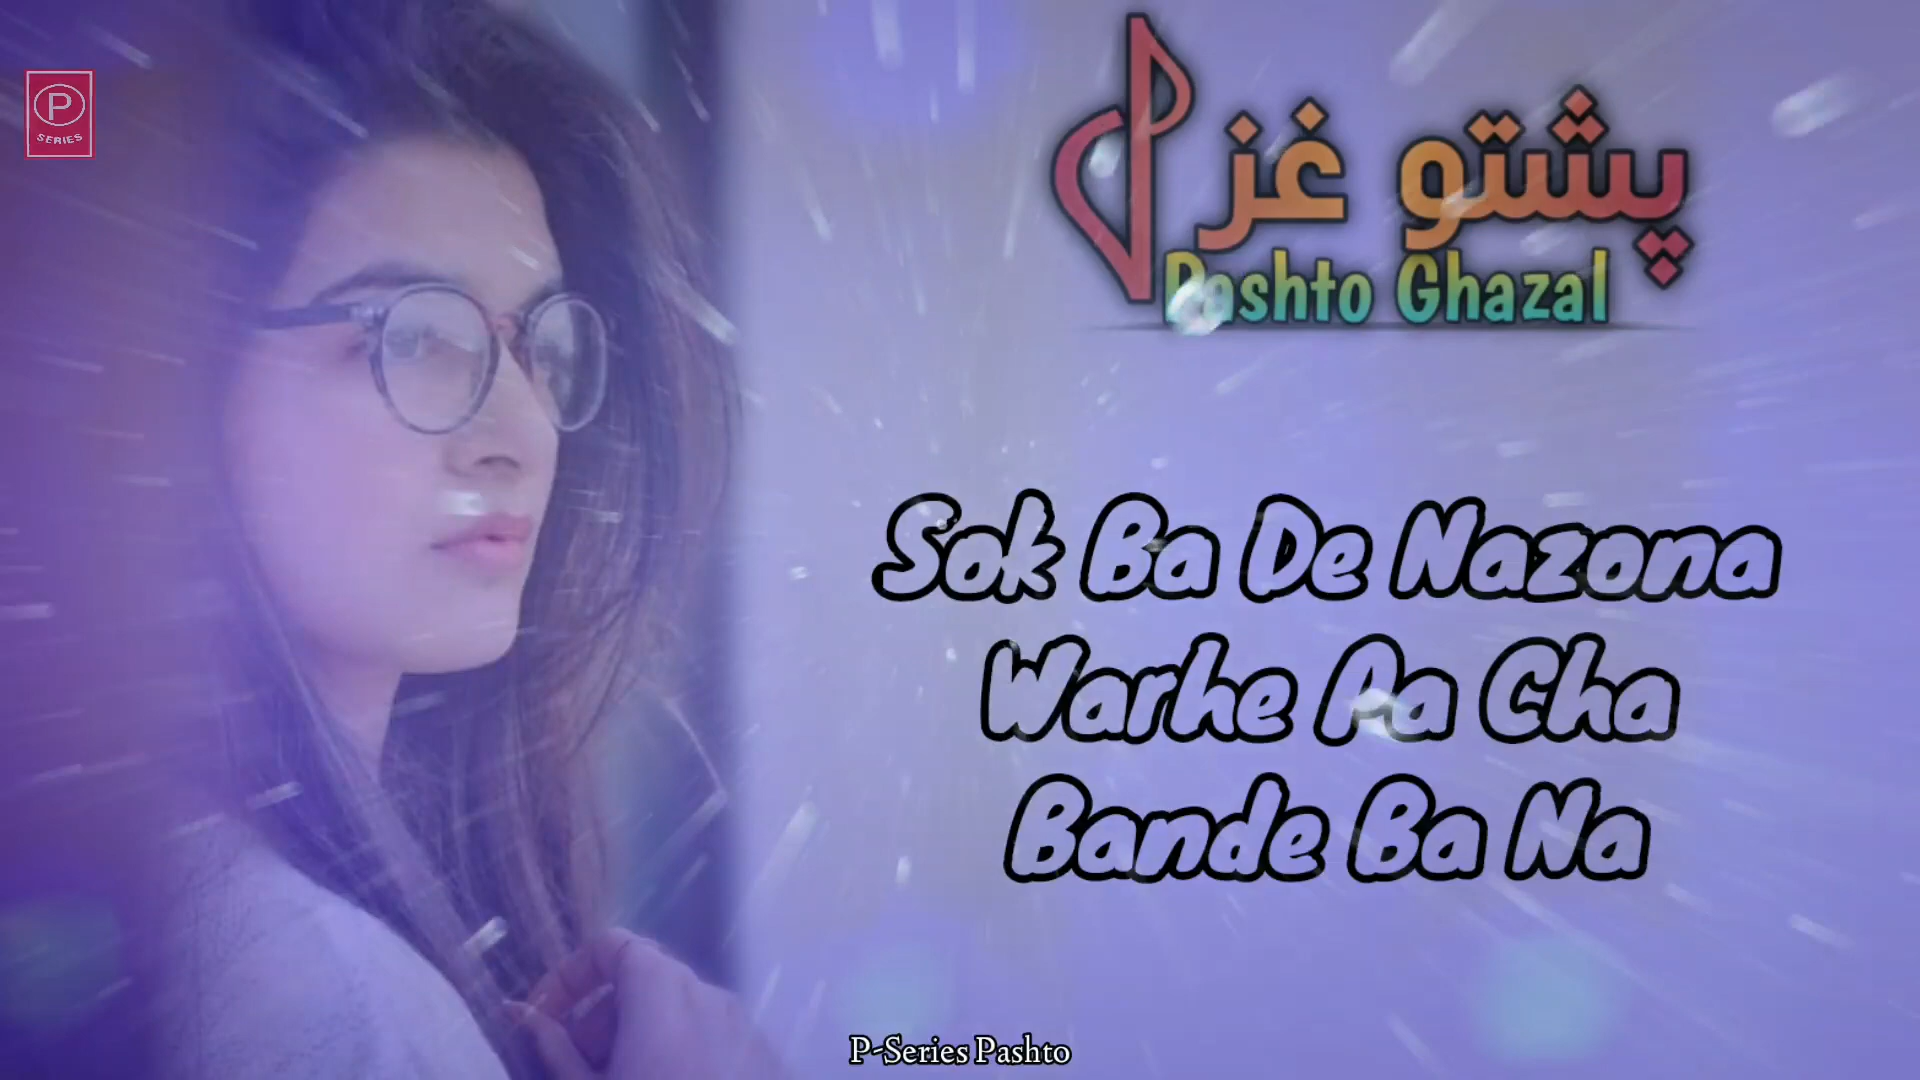 P
SERIES
پشتو غزل
Pashto Ghazal
Sok Ba De Nazona
Warhe Pa Cha
Bande Ba Na
P-Series Pashto